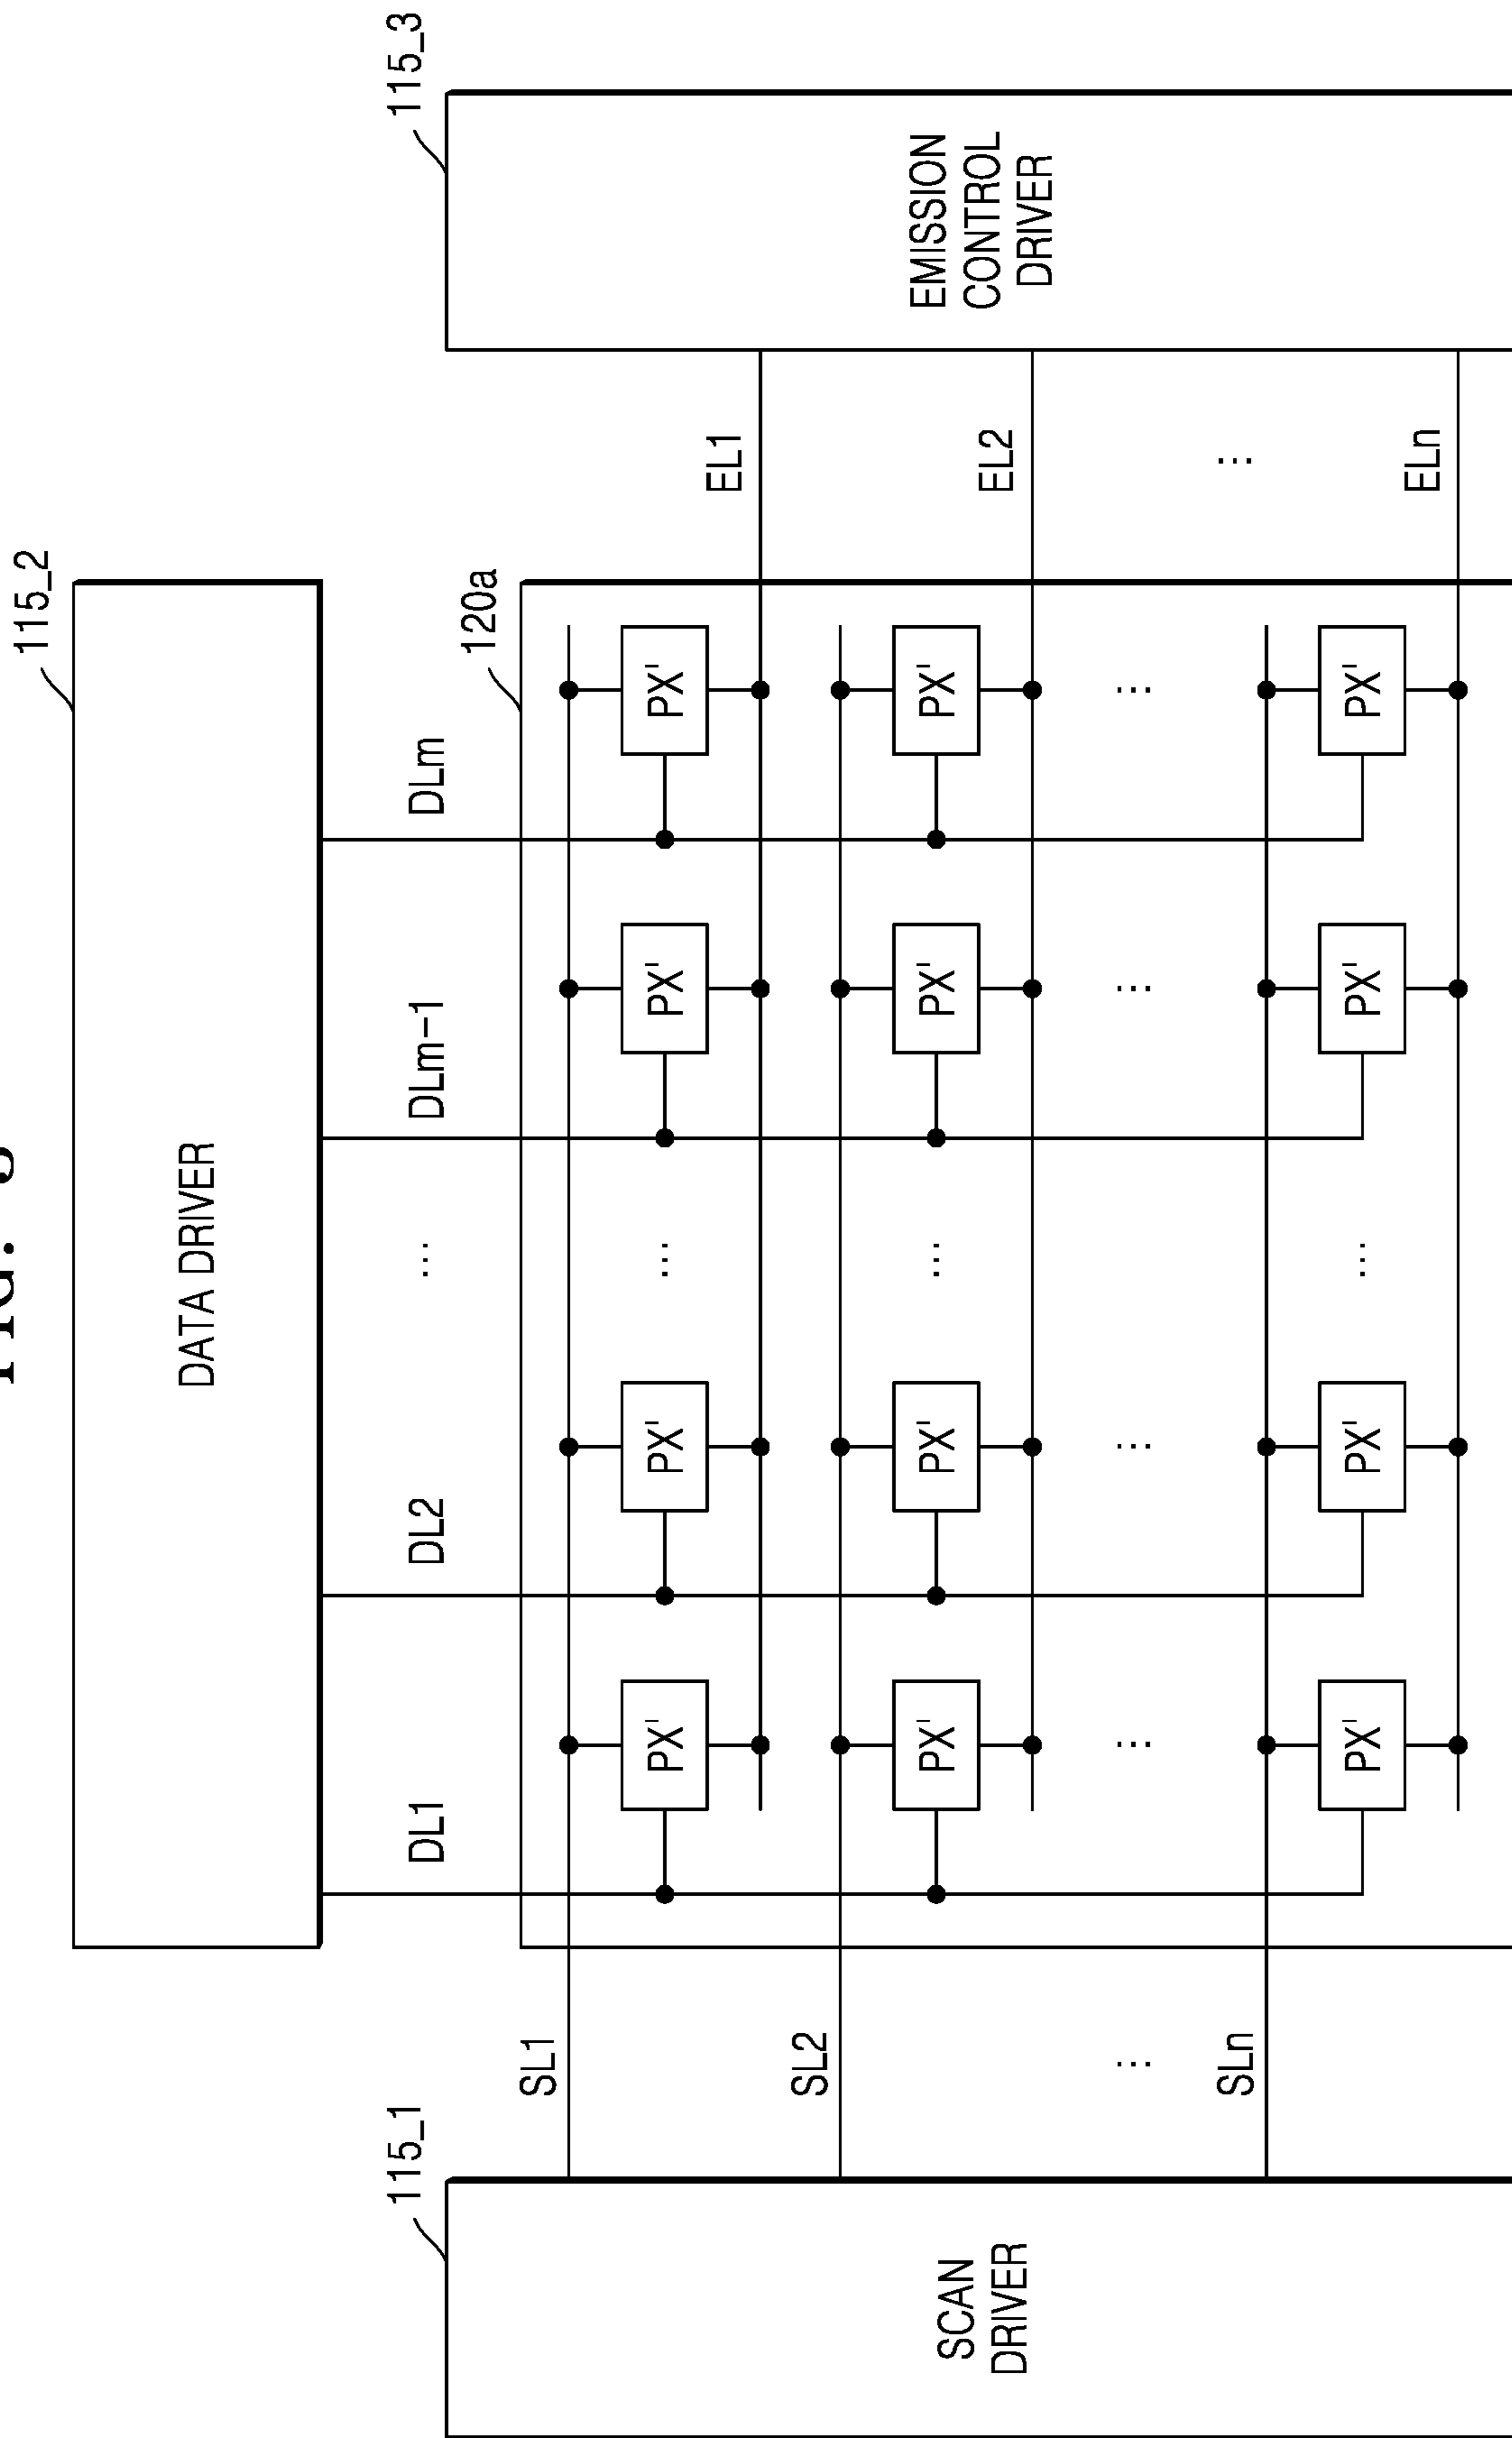 115_2
DATA DRIVER
115_1
115_3
DL1 DL2 ... DLm-1 DLm
120a
SCAN
DRIVER
EMISSION
CONTROL
DRIVER
SL1
PX' PX' ... PX' PX'
EL1
SL2
PX' PX' ... PX' PX'
EL2
... ... ... ... ... ...
SLn
PX' PX' ... PX' PX'
ELn